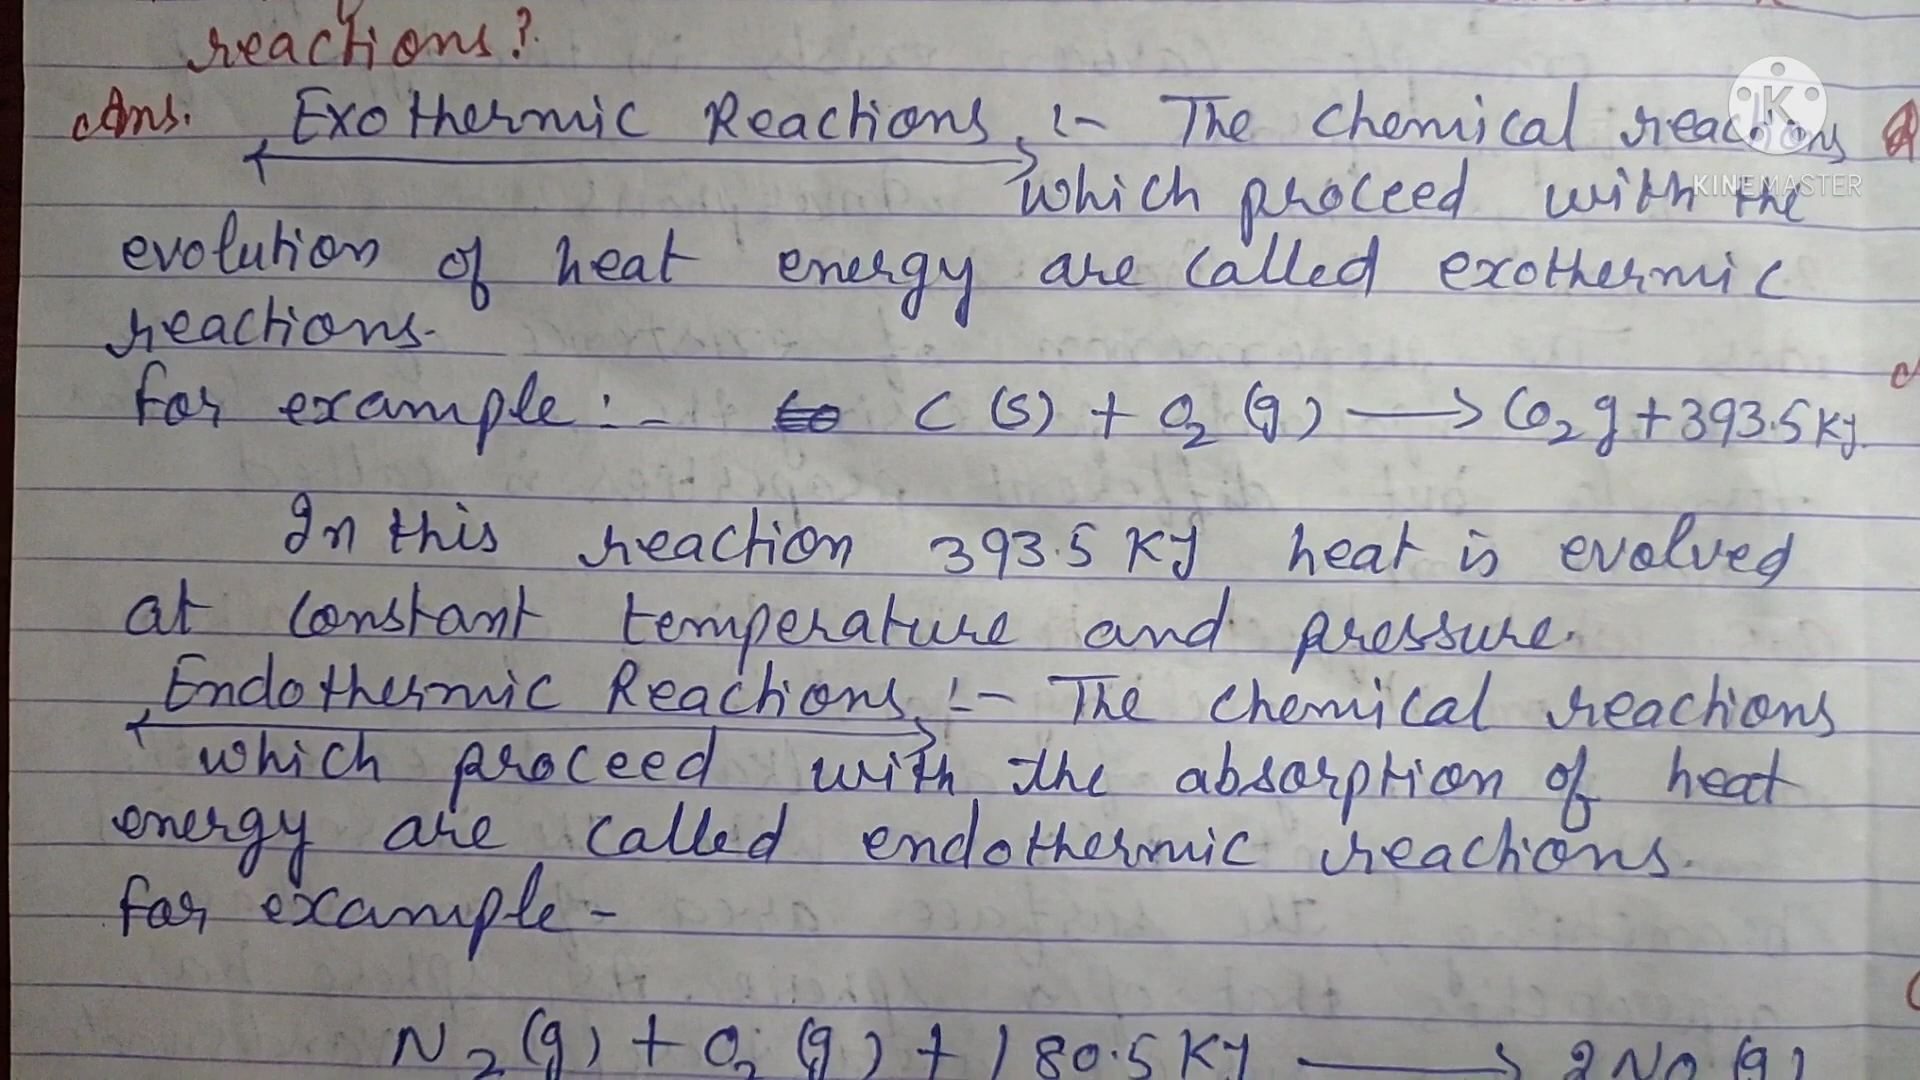 reactions?
Ans. Exothermic Reactions :- The chemical reactions
which proceed with the
evolution of heat energy are called exothermic
reactions.
for example :- C (s) + O2 (g) ⟶ CO2 g + 393.5 KJ.
In this reaction 393.5 KJ heat is evolved
at constant temperature and pressure.
Endothermic Reactions :- The chemical reactions
which proceed with the absorption of heat
energy are called endothermic reactions.
for example -
N2 (g) + O2 (g) + 180.5 KJ ⟶ 2NO (g)
K
KINEMASTER